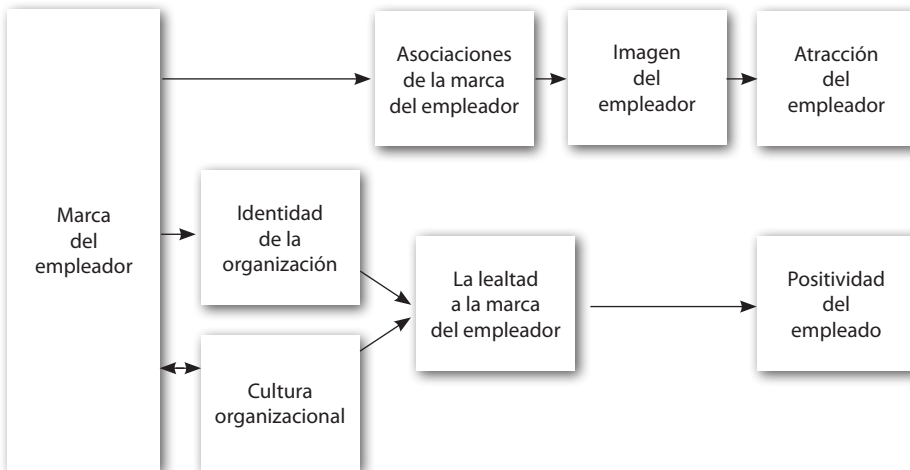 Marca
del
empleador
Asociaciones
de la marca
del empleador
Imagen
del
empleador
Atracción
del
empleador
Identidad
de la
organización
Cultura
organizacional
La lealtad
a la marca
del empleador
Positividad
del
empleado